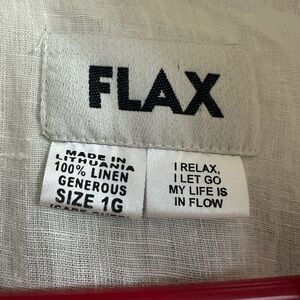 FLAX
MADE IN
LITHUANIA
100% LINEN
GENEROUS
SIZE 1G
I RELAX,
I LET GO
MY LIFE IS
IN FLOW